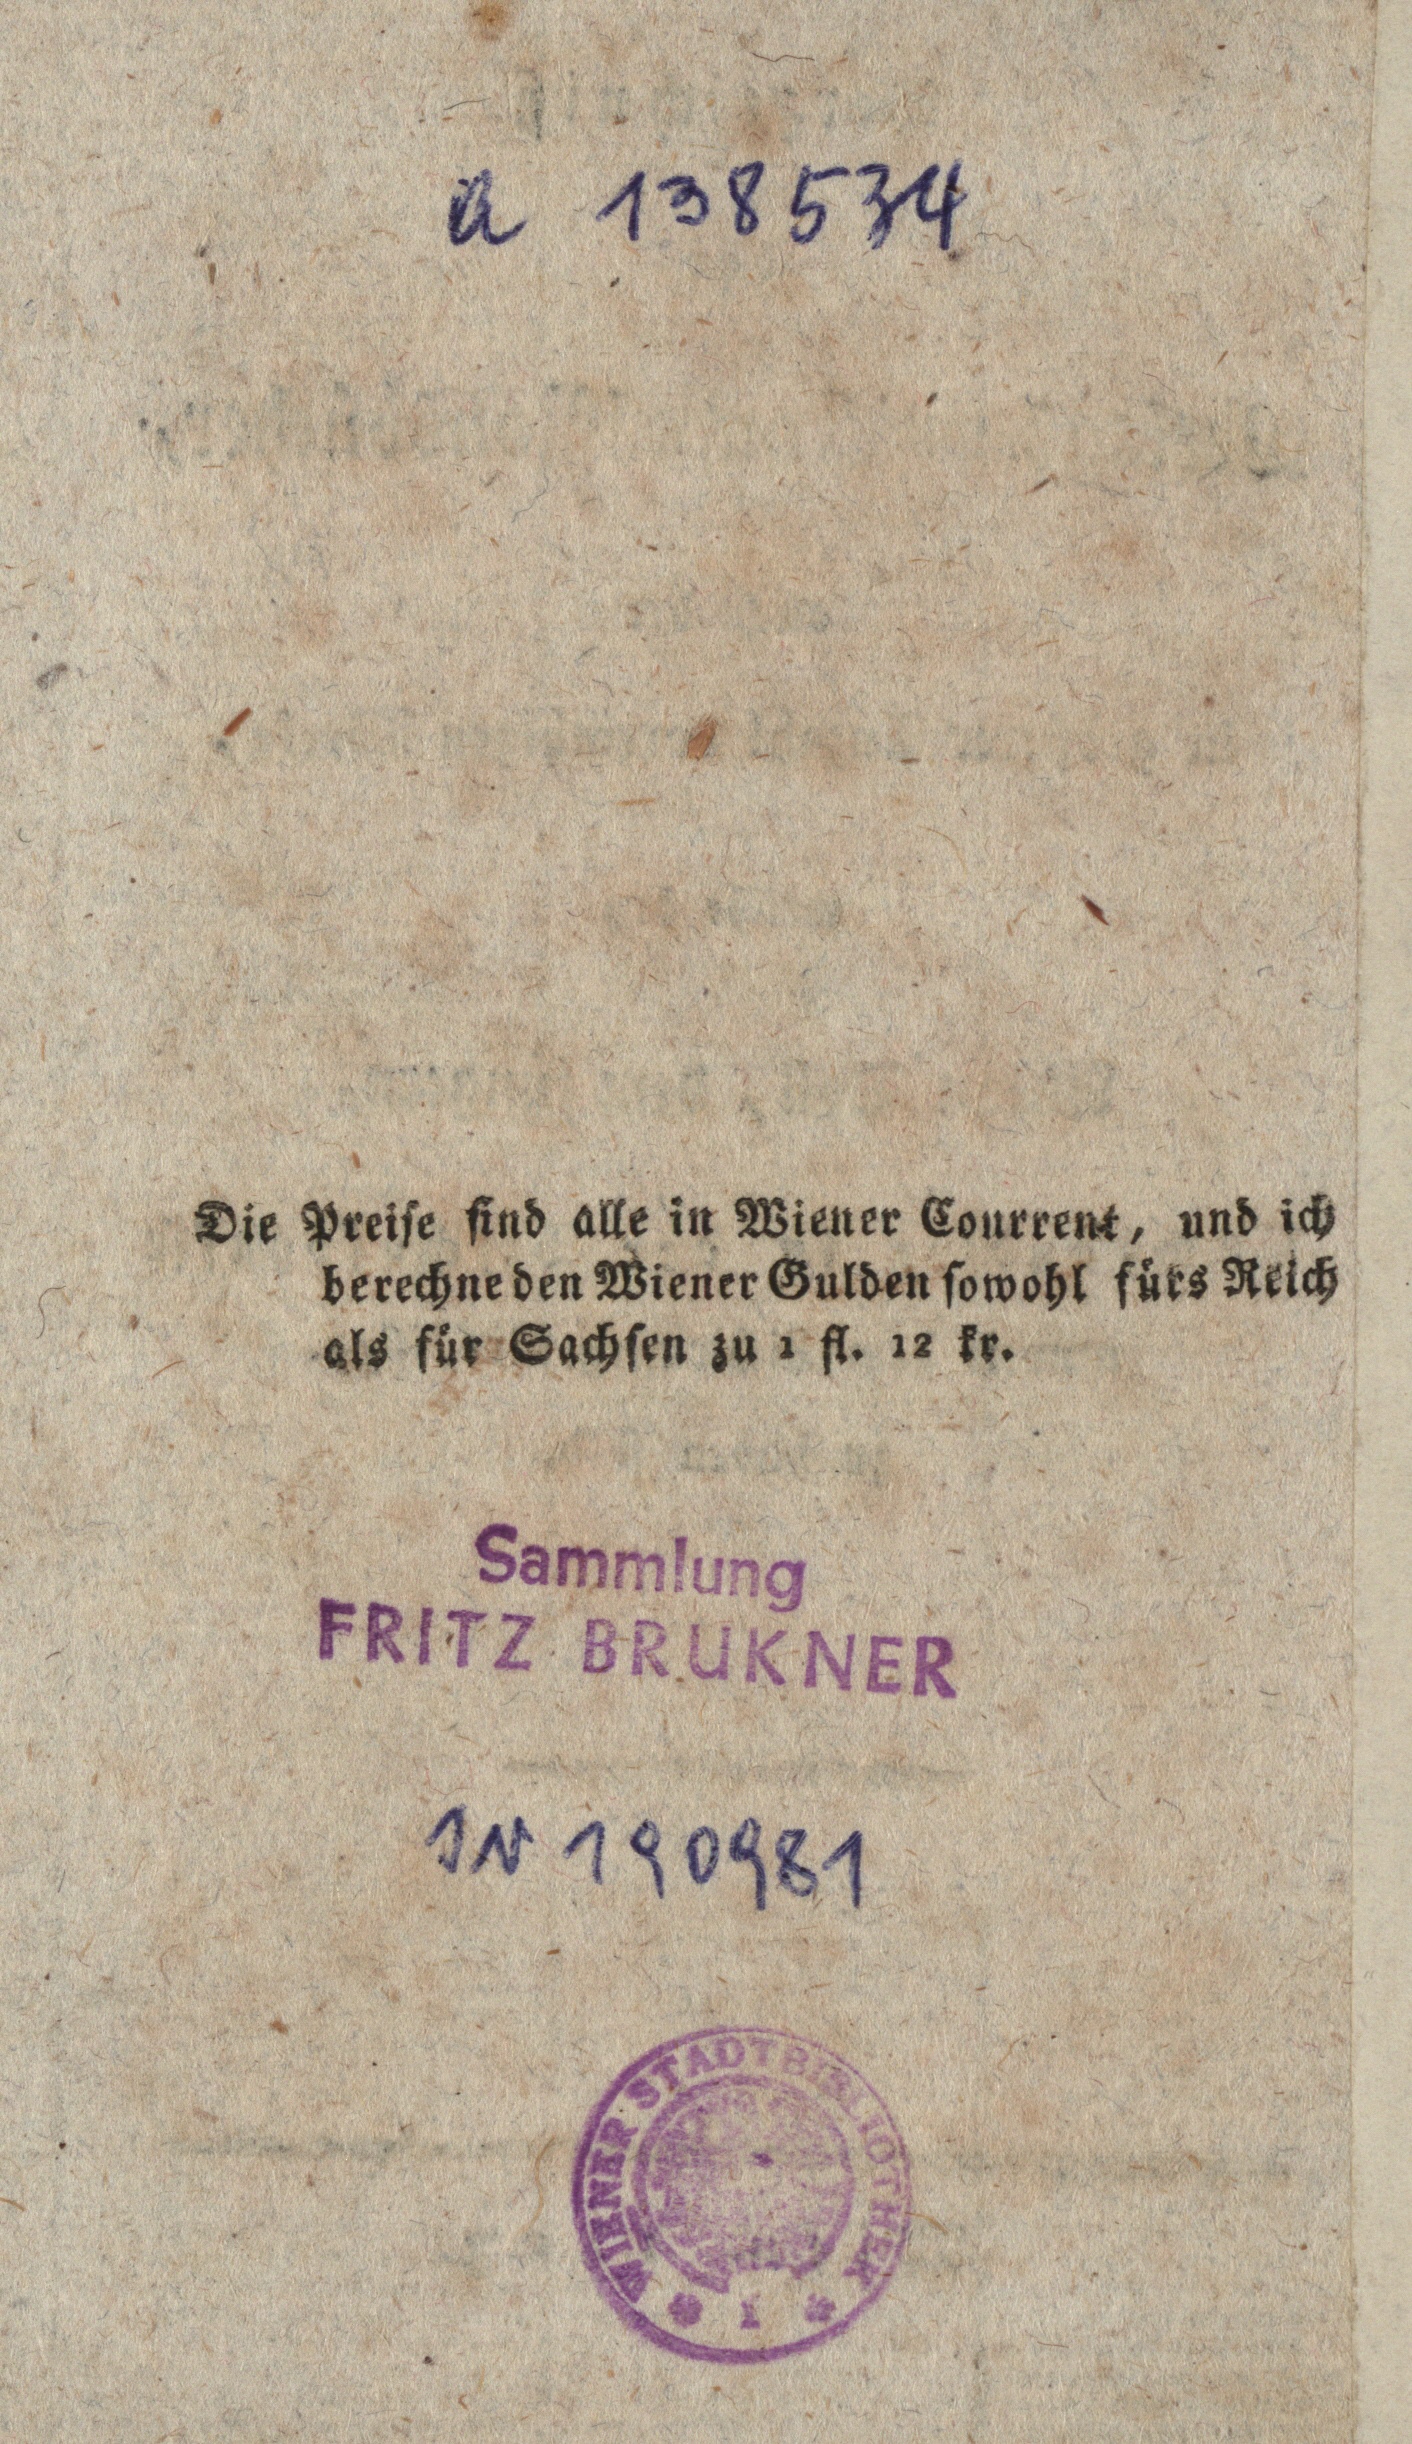 a 138534
Die Preise sind alle in Wiener Courrent, und ich
berechne den Wiener Gulden sowohl fürs Reich
als für Sachsen zu 1 fl. 12 kr.
Sammlung
FRITZ BRUKNER
IN 190981
WIENER STADTBIBLIOTHEK
* I *